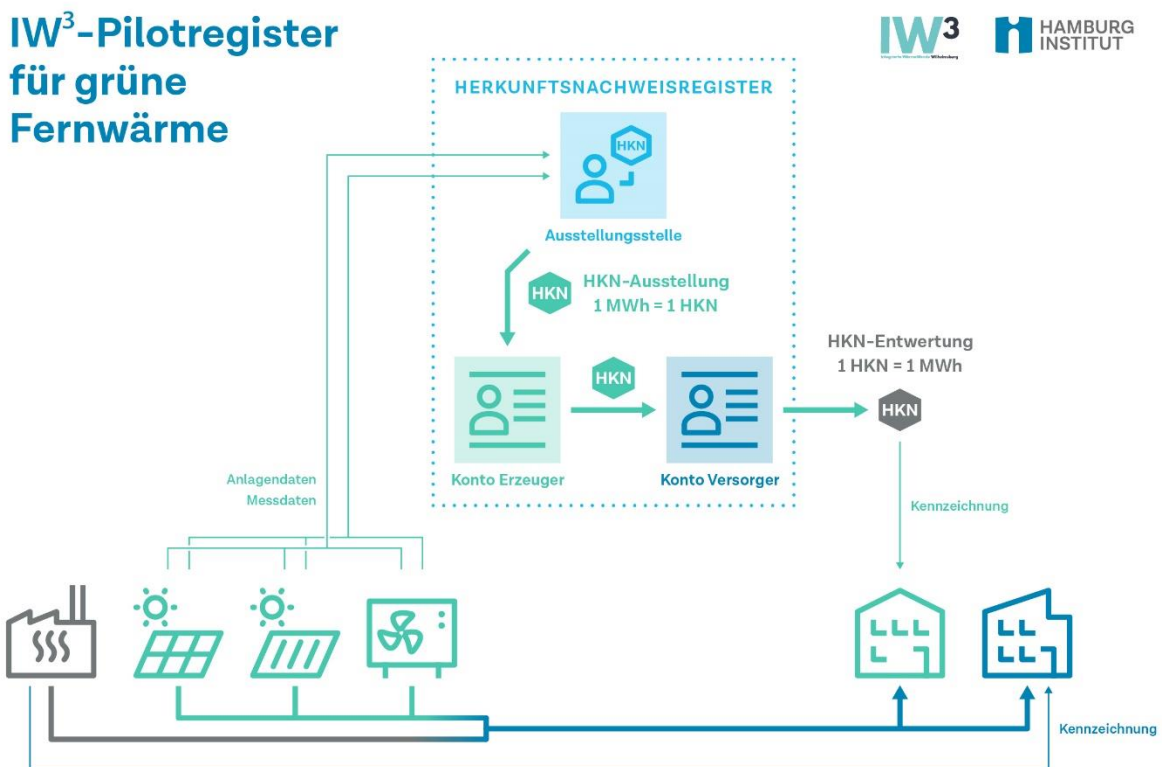 IW³-Pilotregister
für grüne
Fernwärme
IW3
HAMBURG
INSTITUT
HERKUNFTSNACHWEISREGISTER
HKN
Ausstellungsstelle
HKN
HKN-Ausstellung
1 MWh = 1 HKN
HKN-Entwertung
1 HKN = 1 MWh
HKN
HKN
Konto Erzeuger
Konto Versorger
Anlagendaten
Messdaten
Kennzeichnung
Kennzeichnung